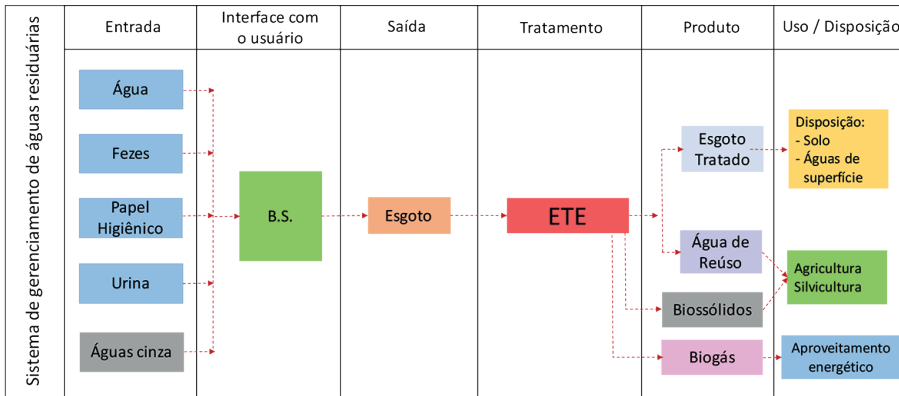 Sistema de gerenciamento de águas residuárias
Entrada
Interface com
o usuário
Saída
Tratamento
Produto
Uso / Disposição
Água
Fezes
Papel
Higiênico
Urina
Águas cinza
B.S.
Esgoto
ETE
Esgoto
Tratado
Água de
Reúso
Biossólidos
Biogás
Disposição:
- Solo
- Águas de
superfície
Agricultura
Silvicultura
Aproveitamento
energético